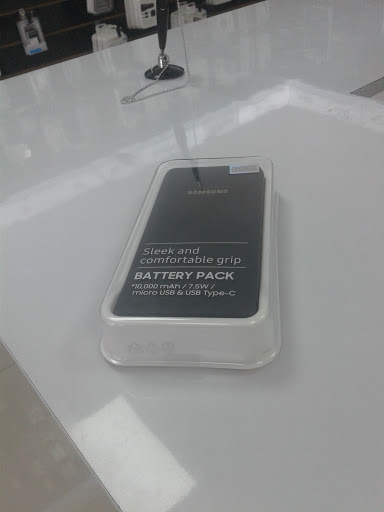 SAMSUNG
Sleek and
comfortable grip
BATTERY PACK
*10,000 mAh / 7.5W /
micro USB & USB Type-C